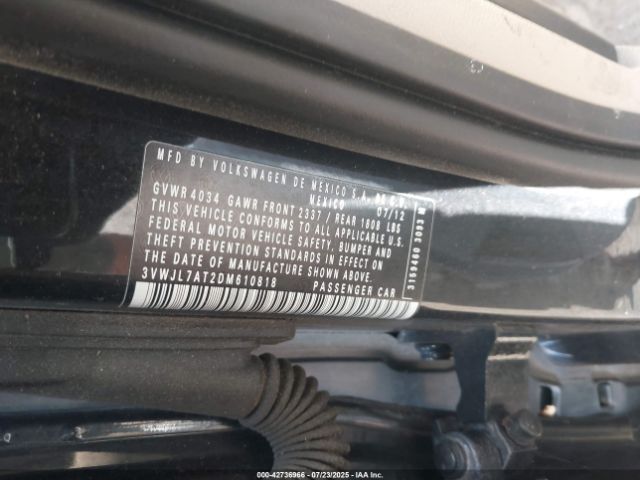 MFD BY VOLKSWAGEN DE MEXICO S.A.
MEXICO 07/12
GVWR 4034 GAWR FRONT 2337 / REAR 1808 LBS
THIS VEHICLE CONFORMS TO ALL APPLICABLE U.S.
FEDERAL MOTOR VEHICLE SAFETY, BUMPER AND
THEFT PREVENTION STANDARDS IN EFFECT ON
THE DATE OF MANUFACTURE SHOWN ABOVE.
3VWJL7AT2DM610818 PASSENGER CAR
000-42736966 - 07/23/2025 - IAA Inc.